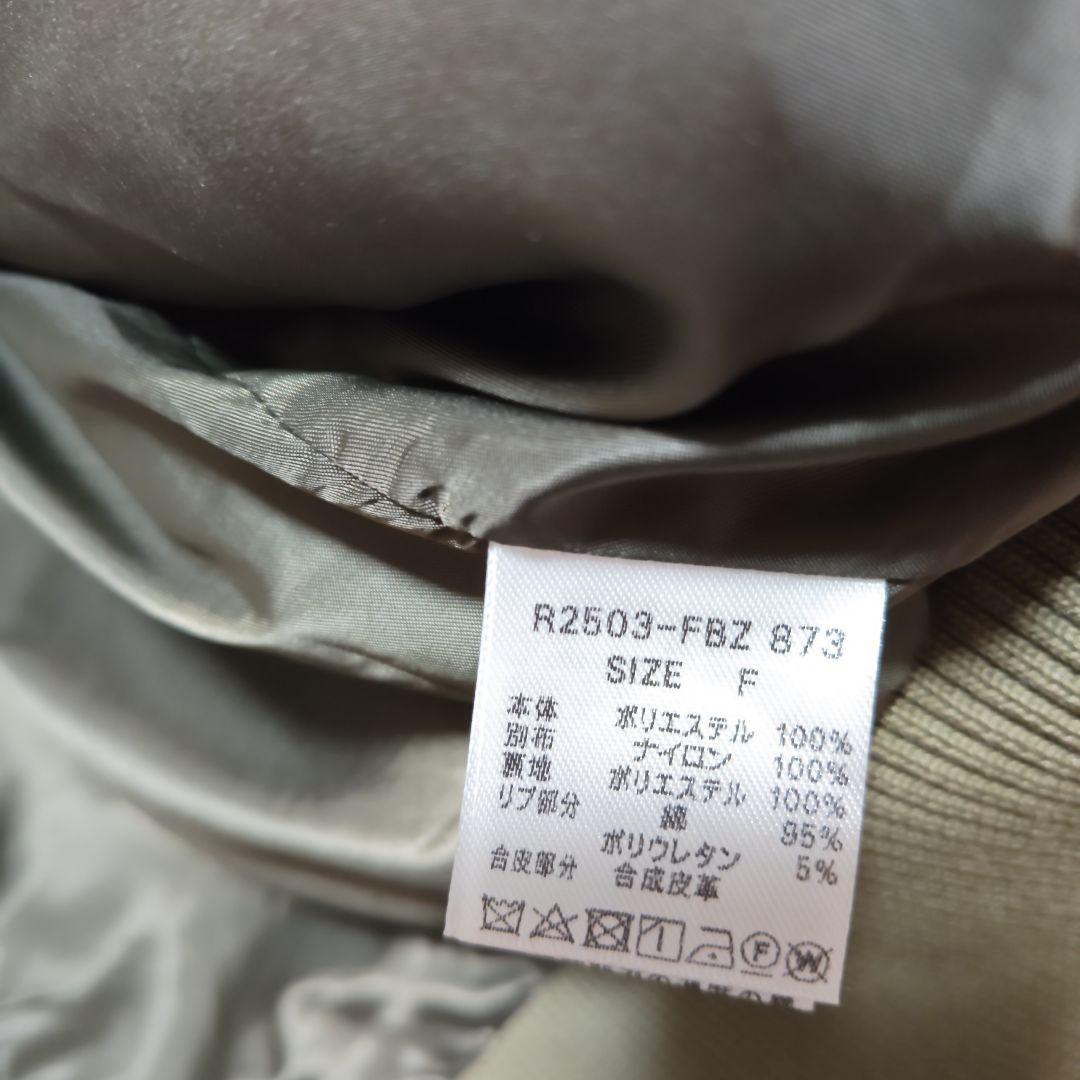 R2503-FBZ 873
SIZE F
本体 ポリエステル 100%
別布 ナイロン 100%
裏地 ポリエステル 100%
リブ部分 綿 95%
ポリウレタン 5%
合皮部分 合成皮革
F W